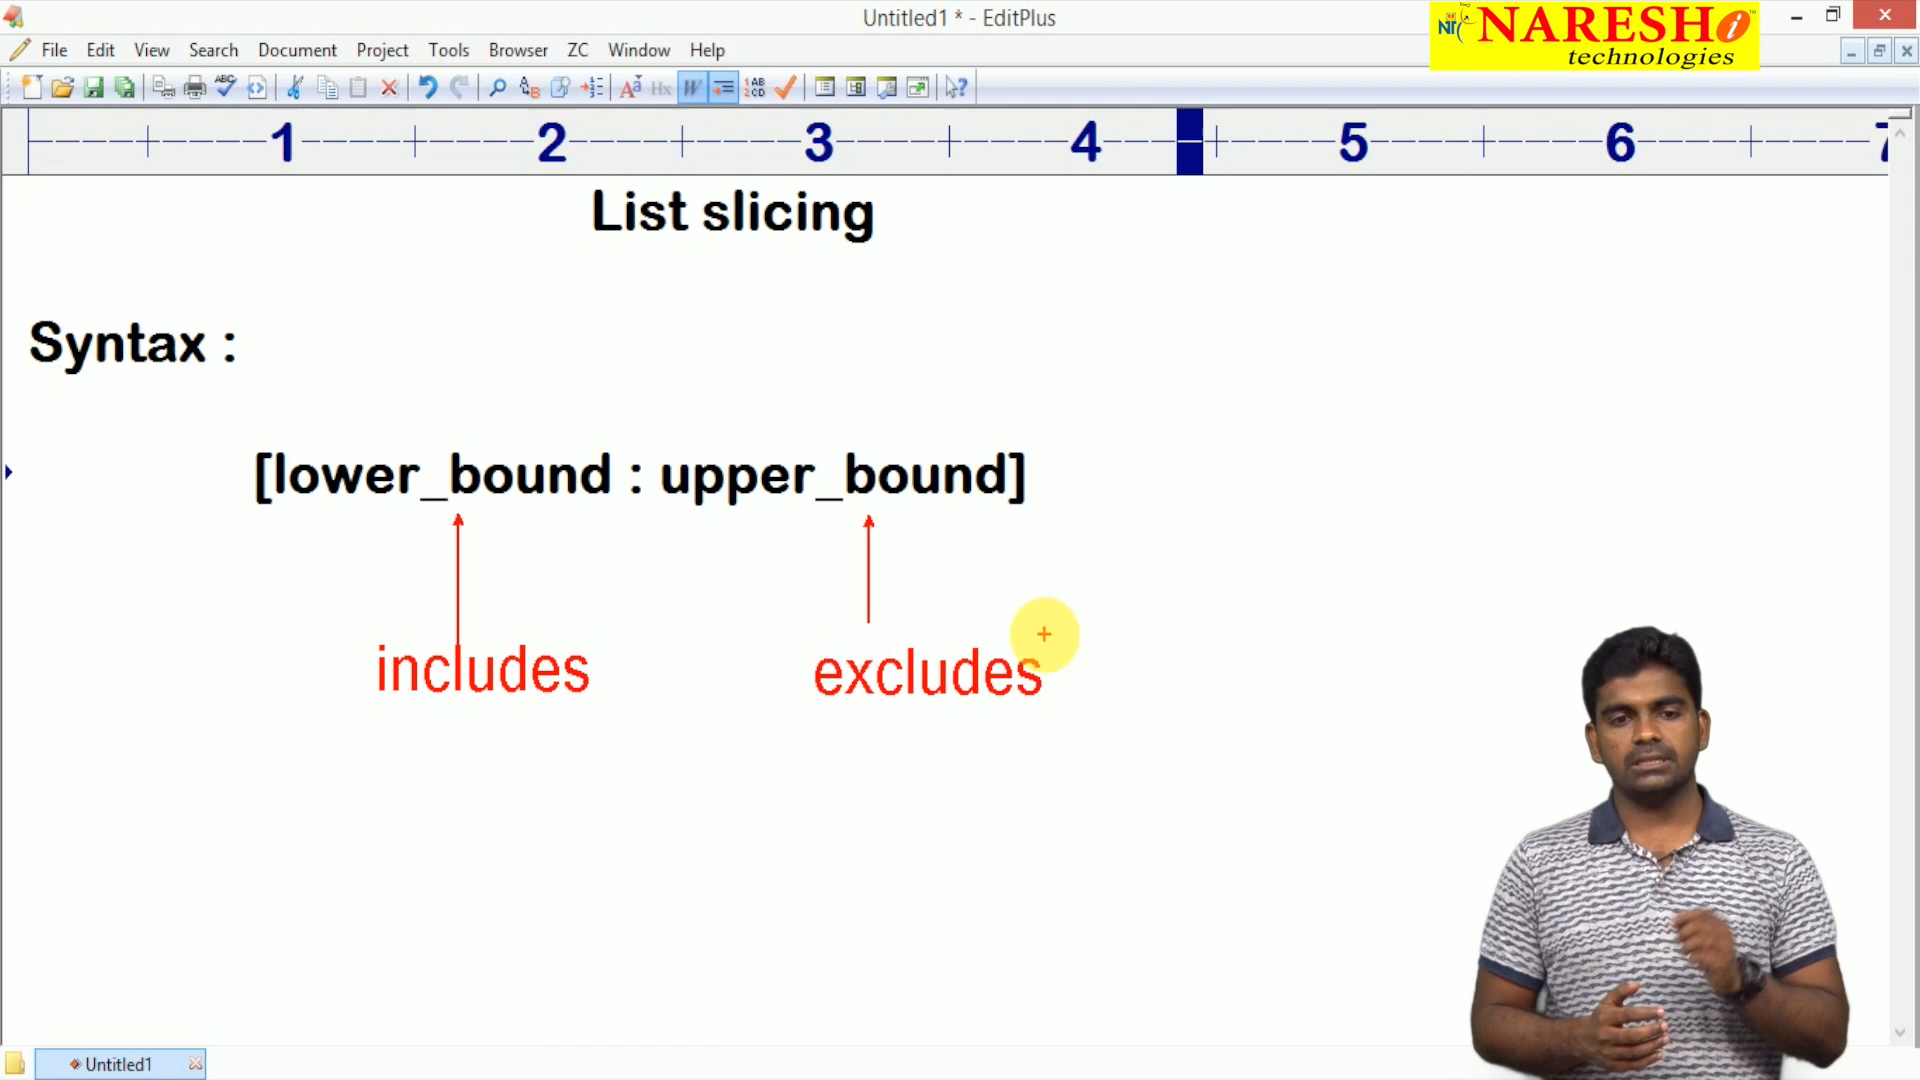 Untitled1 * - EditPlus
NARESH i
technologies
File Edit View Search Document Project Tools Browser ZC Window Help
1 2 3 4 5 6 7
List slicing
Syntax :
[lower_bound : upper_bound]
includes excludes
Untitled1